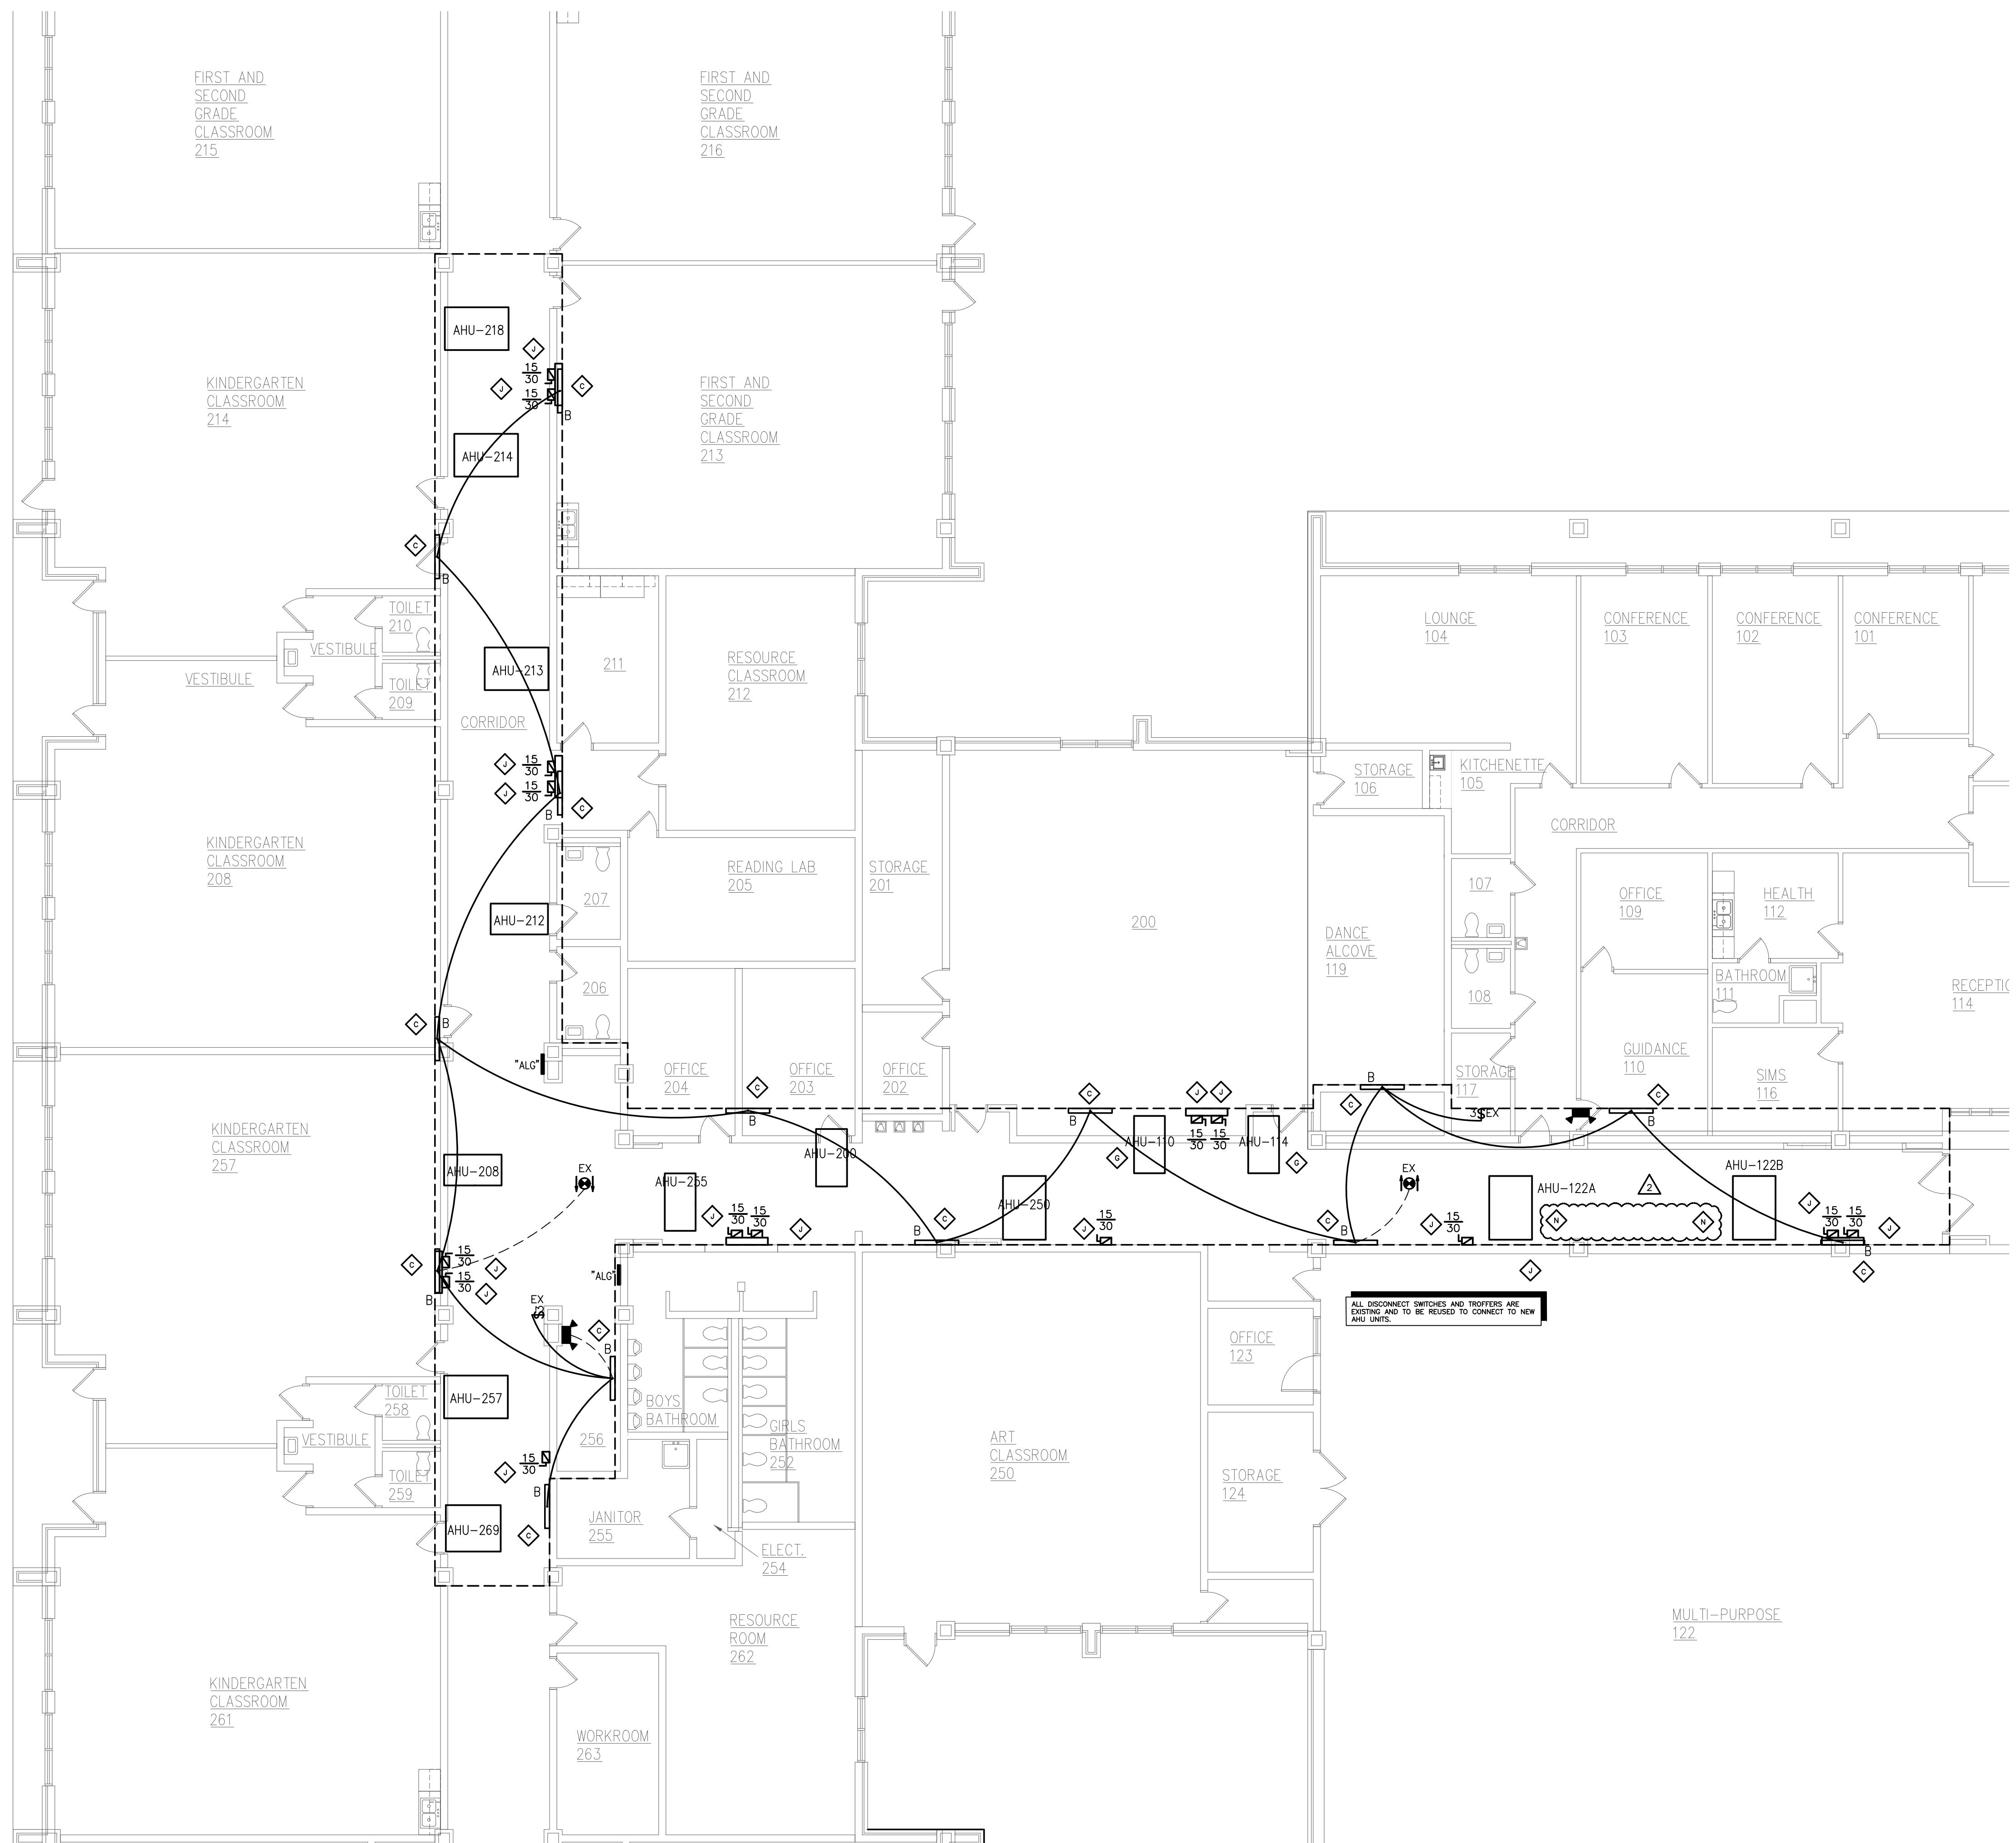 FIRST AND
SECOND
GRADE
CLASSROOM
215
FIRST AND
SECOND
GRADE
CLASSROOM
216
AHU-218
J
15
30
J
15
30
C
B
KINDERGARTEN
CLASSROOM
214
FIRST AND
SECOND
GRADE
CLASSROOM
213
AHU-214
C
B
TOILET
210
VESTIBULE
VESTIBULE
TOILET
209
AHU-213
CORRIDOR
211
RESOURCE
CLASSROOM
212
LOUNGE
104
CONFERENCE
103
CONFERENCE
102
CONFERENCE
101
J
15
30
J
15
30
B
C
STORAGE
106
KITCHENETTE
105
CORRIDOR
KINDERGARTEN
CLASSROOM
208
READING LAB
205
STORAGE
201
207
AHU-212
200
107
OFFICE
109
HEALTH
112
DANCE
ALCOVE
119
206
108
BATHROOM
111
RECEPTIO
114
C
B
"ALG"
OFFICE
204
OFFICE
203
OFFICE
202
STORAGE
117
GUIDANCE
110
SIMS
116
C
B
C
B
J
J
15
30
15
30
B
C
3$EX
C
B
KINDERGARTEN
CLASSROOM
257
AHU-208
EX
AHU-265
AHU-200
AHU-110
G
AHU-114
G
AHU-250
EX
AHU-122A
2
AHU-122B
J
15
30
15
30
J
B
C
J
15
30
C
J
15
30
N
N
J
15
30
15
30
J
B
C
J
C
15
30
J
15
30
J
B
"ALG"
EX
C
B
ALL DISCONNECT SWITCHES AND TROFFERS ARE
EXISTING AND TO BE REUSED TO CONNECT TO NEW
AHU UNITS.
OFFICE
123
AHU-257
TOILET
258
VESTIBULE
TOILET
259
BOYS
BATHROOM
GIRLS
BATHROOM
252
256
ART
CLASSROOM
250
STORAGE
124
J
15
30
B
C
AHU-269
JANITOR
255
ELECT.
254
RESOURCE
ROOM
262
MULTI-PURPOSE
122
KINDERGARTEN
CLASSROOM
261
WORKROOM
263